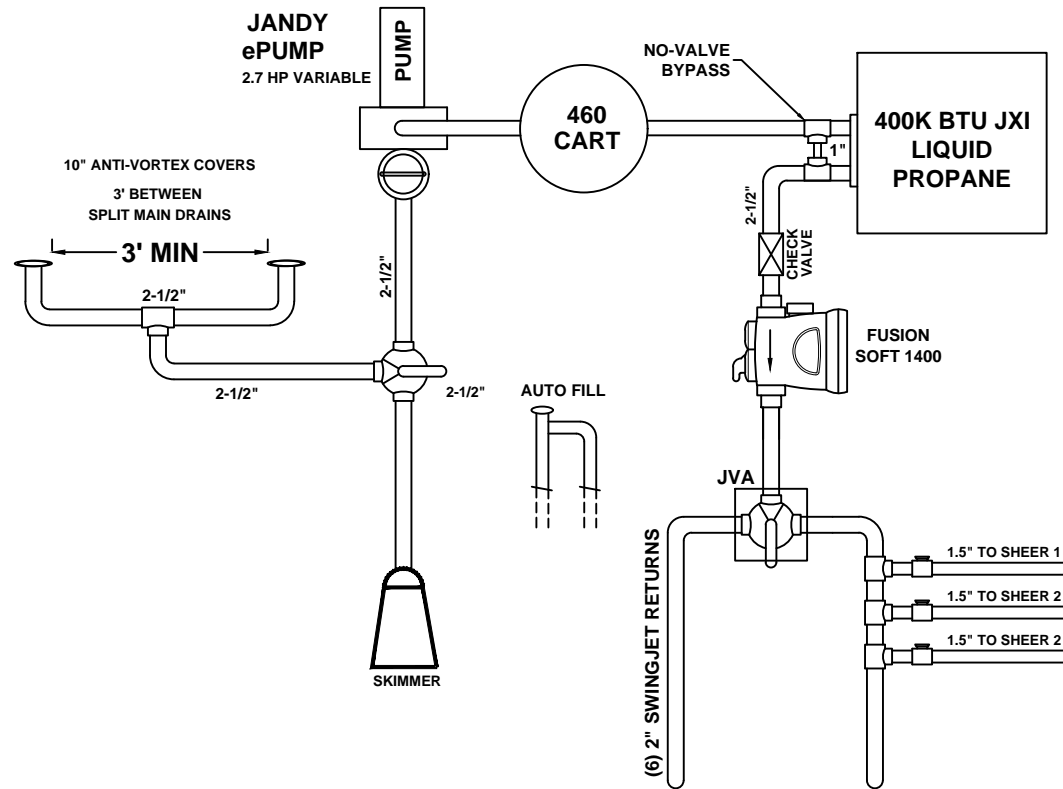 JANDY
ePUMP
2.7 HP VARIABLE
PUMP
NO-VALVE
BYPASS
460
CART
400K BTU JXI
LIQUID
PROPANE
1"
10" ANTI-VORTEX COVERS
3' BETWEEN
SPLIT MAIN DRAINS
3' MIN
2-1/2"
2-1/2"
2-1/2"
2-1/2"
2-1/2"
CHECK
VALVE
FUSION
SOFT 1400
AUTO FILL
JVA
SKIMMER
(6) 2" SWINGJET RETURNS
1.5" TO SHEER 1
1.5" TO SHEER 2
1.5" TO SHEER 2